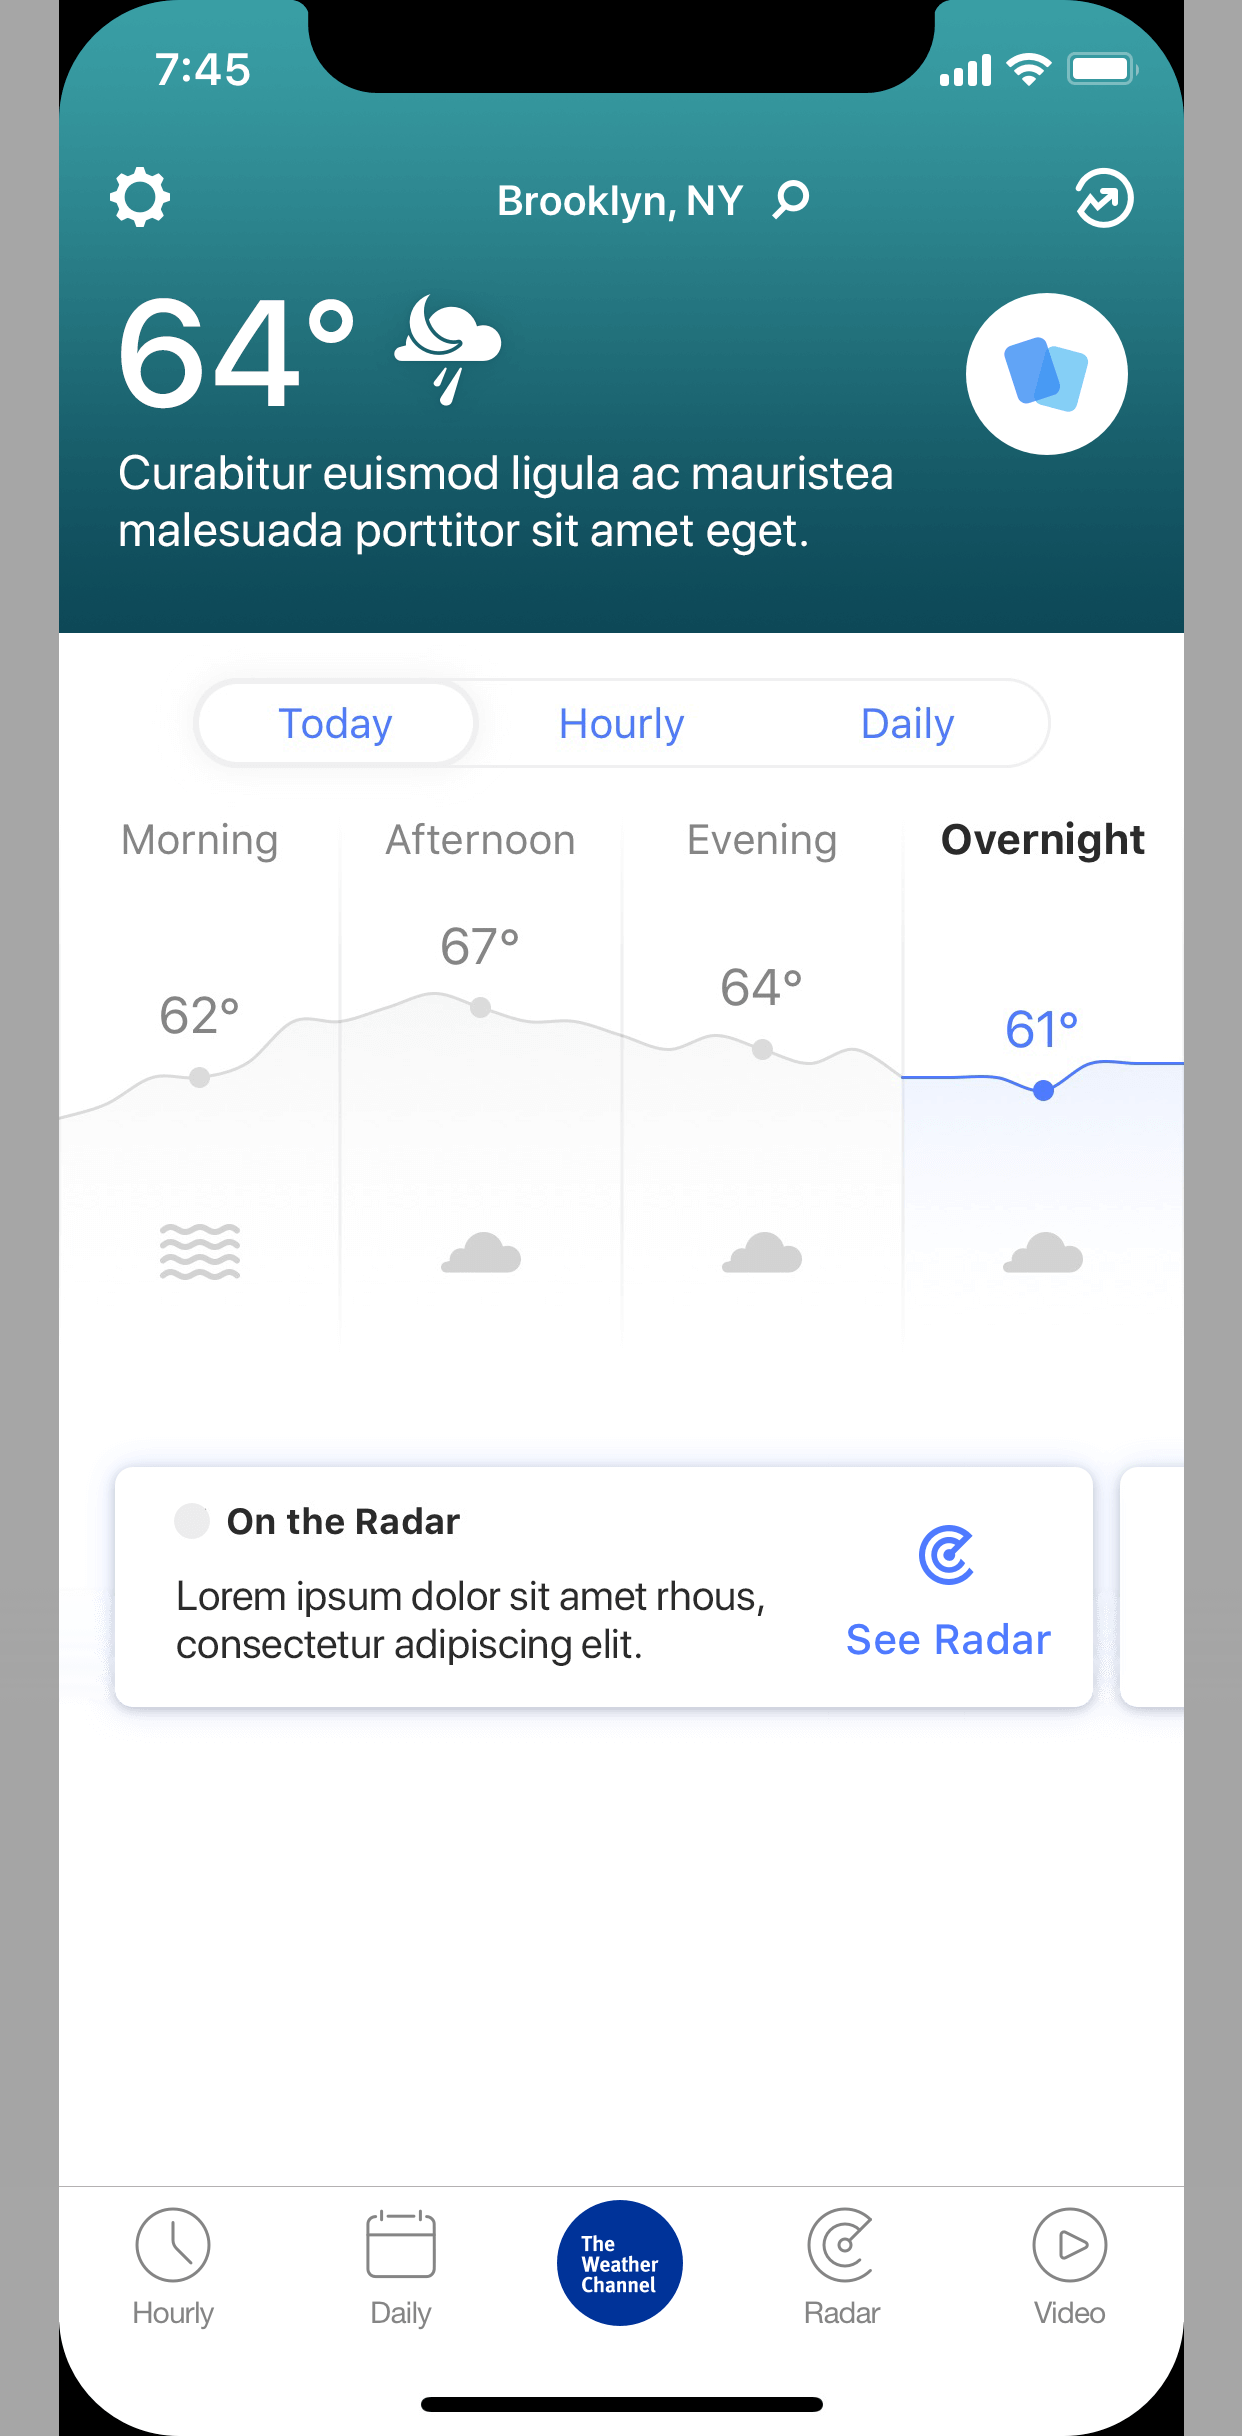 7:45
Brooklyn, NY
64°
Curabitur euismod ligula ac mauristea
malesuada porttitor sit amet eget.
Today Hourly Daily
Morning Afternoon Evening Overnight
62° 67° 64° 61°
On the Radar
Lorem ipsum dolor sit amet rhous,
consectetur adipiscing elit.
See Radar
The
Weather
Channel
Hourly Daily Radar Video